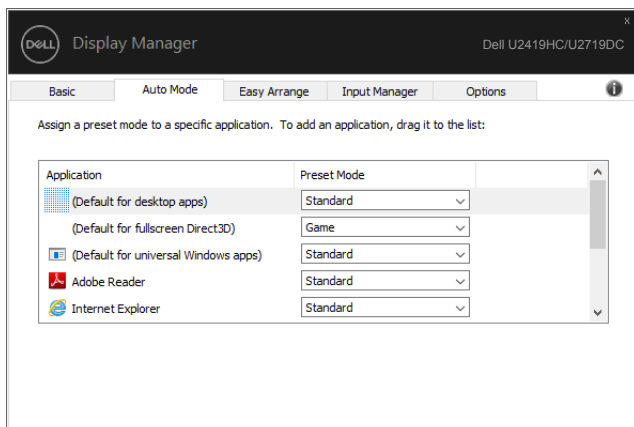 x
DELL Display Manager Dell U2419HC/U2719DC
Basic Auto Mode Easy Arrange Input Manager Options
Assign a preset mode to a specific application. To add an application, drag it to the list:
Application Preset Mode
(Default for desktop apps) Standard
(Default for fullscreen Direct3D) Game
(Default for universal Windows apps) Standard
Adobe Reader Standard
Internet Explorer Standard